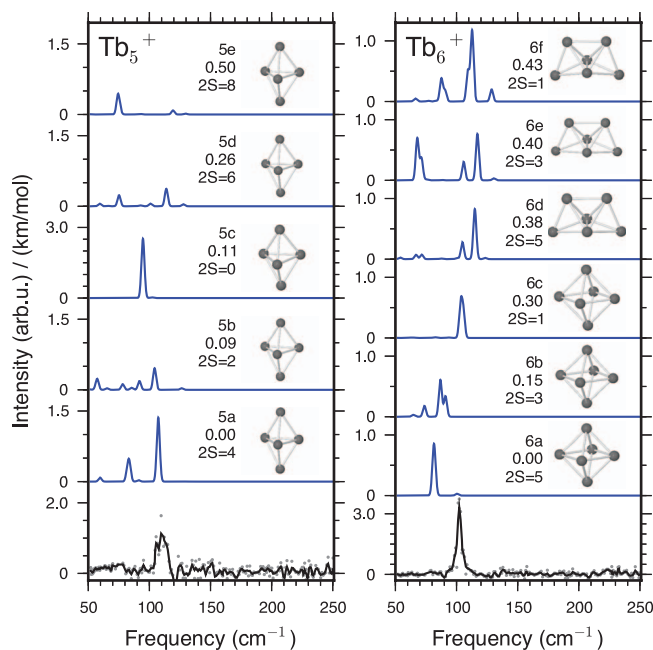 Intensity (arb.u.) / (km/mol)
Tb5+
1.5
0
5e
0.50
2S=8
1.5
0
5d
0.26
2S=6
3.0
0
5c
0.11
2S=0
1.5
0
5b
0.09
2S=2
1.5
0
5a
0.00
2S=4
2.0
0
50 100 150 200 250
Frequency (cm−1)
Tb6+
1.0
0
6f
0.43
2S=1
1.0
0
6e
0.40
2S=3
1.0
0
6d
0.38
2S=5
1.0
0
6c
0.30
2S=1
1.0
0
6b
0.15
2S=3
1.0
0
6a
0.00
2S=5
3.0
0
50 100 150 200 250
Frequency (cm−1)